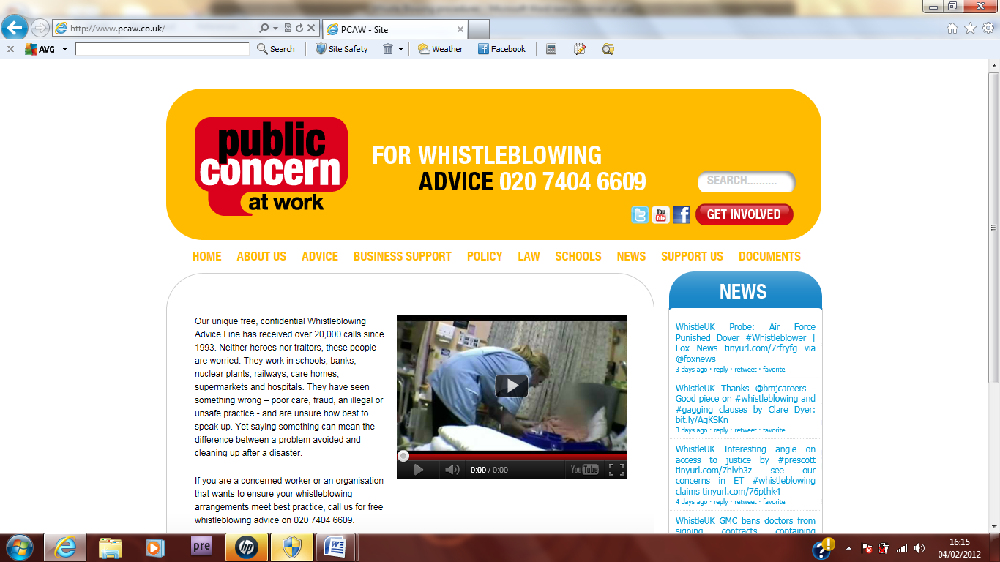 http://www.pcaw.co.uk/
PCAW - Site
AVG
Search
Site Safety
Weather
Facebook
public
concern
at work
FOR WHISTLEBLOWING
ADVICE 020 7404 6609
SEARCH..........
GET INVOLVED
HOME ABOUT US ADVICE BUSINESS SUPPORT POLICY LAW SCHOOLS NEWS SUPPORT US DOCUMENTS
Our unique free, confidential Whistleblowing
Advice Line has received over 20,000 calls since
1993. Neither heroes nor traitors, these people
are worried. They work in schools, banks,
nuclear plants, railways, care homes,
supermarkets and hospitals. They have seen
something wrong – poor care, fraud, an illegal or
unsafe practice - and are unsure how best to
speak up. Yet saying something can mean the
difference between a problem avoided and
cleaning up after a disaster.
If you are a concerned worker or an organisation
that wants to ensure your whistleblowing
arrangements meet best practice, call us for free
whistleblowing advice on 020 7404 6609.
0:00 / 0:00
YouTube
NEWS
WhistleUK Probe: Air Force
Punished Dover #Whistleblower |
Fox News tinyurl.com/7rfryfg via
@foxnews
3 days ago · reply · retweet · favorite
WhistleUK Thanks @bmjcareers -
Good piece on #whistleblowing and
#gagging clauses by Clare Dyer:
bit.ly/AgKSKn
3 days ago · reply · retweet · favorite
WhistleUK Interesting angle on
access to justice by #prescott
tinyurl.com/7hlvb3z see our
concerns in ET #whistleblowing
claims tinyurl.com/76pthk4
4 days ago · reply · retweet · favorite
WhistleUK GMC bans doctors from
signing contracts containing
pre
hp
16:15
04/02/2012